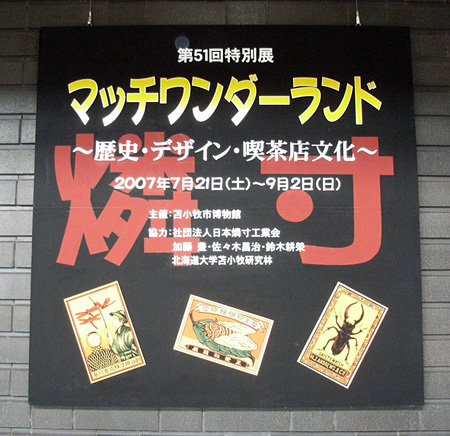 第51回特別展
マッチワンダーランド
～歴史・デザイン・喫茶店文化～
燐寸
2007年7月21日(土)～9月2日(日)
主催：苫小牧市博物館
協力：社団法人日本燐寸工業会
加藤 豊・佐々木昌治・鈴木耕榮
北海道大学苫小牧研究林